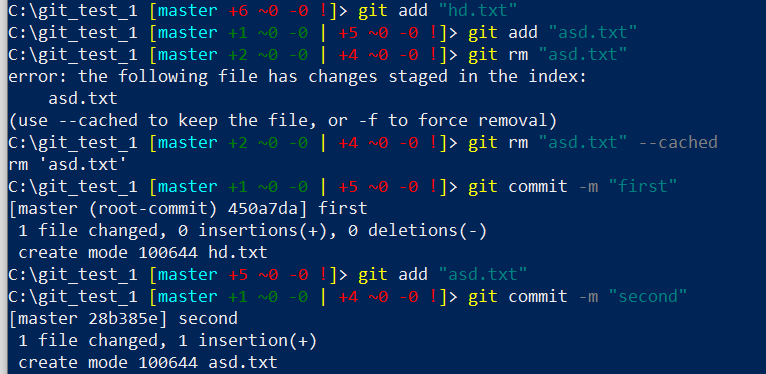 C:\git_test_1 [master +6 ~0 -0 !]> git add "hd.txt"
C:\git_test_1 [master +1 ~0 -0 | +5 ~0 -0 !]> git add "asd.txt"
C:\git_test_1 [master +2 ~0 -0 | +4 ~0 -0 !]> git rm "asd.txt"
error: the following file has changes staged in the index:
    asd.txt
(use --cached to keep the file, or -f to force removal)
C:\git_test_1 [master +2 ~0 -0 | +4 ~0 -0 !]> git rm "asd.txt" --cached
rm 'asd.txt'
C:\git_test_1 [master +1 ~0 -0 | +5 ~0 -0 !]> git commit -m "first"
[master (root-commit) 450a7da] first
 1 file changed, 0 insertions(+), 0 deletions(-)
 create mode 100644 hd.txt
C:\git_test_1 [master +5 ~0 -0 !]> git add "asd.txt"
C:\git_test_1 [master +1 ~0 -0 | +4 ~0 -0 !]> git commit -m "second"
[master 28b385e] second
 1 file changed, 1 insertion(+)
 create mode 100644 asd.txt